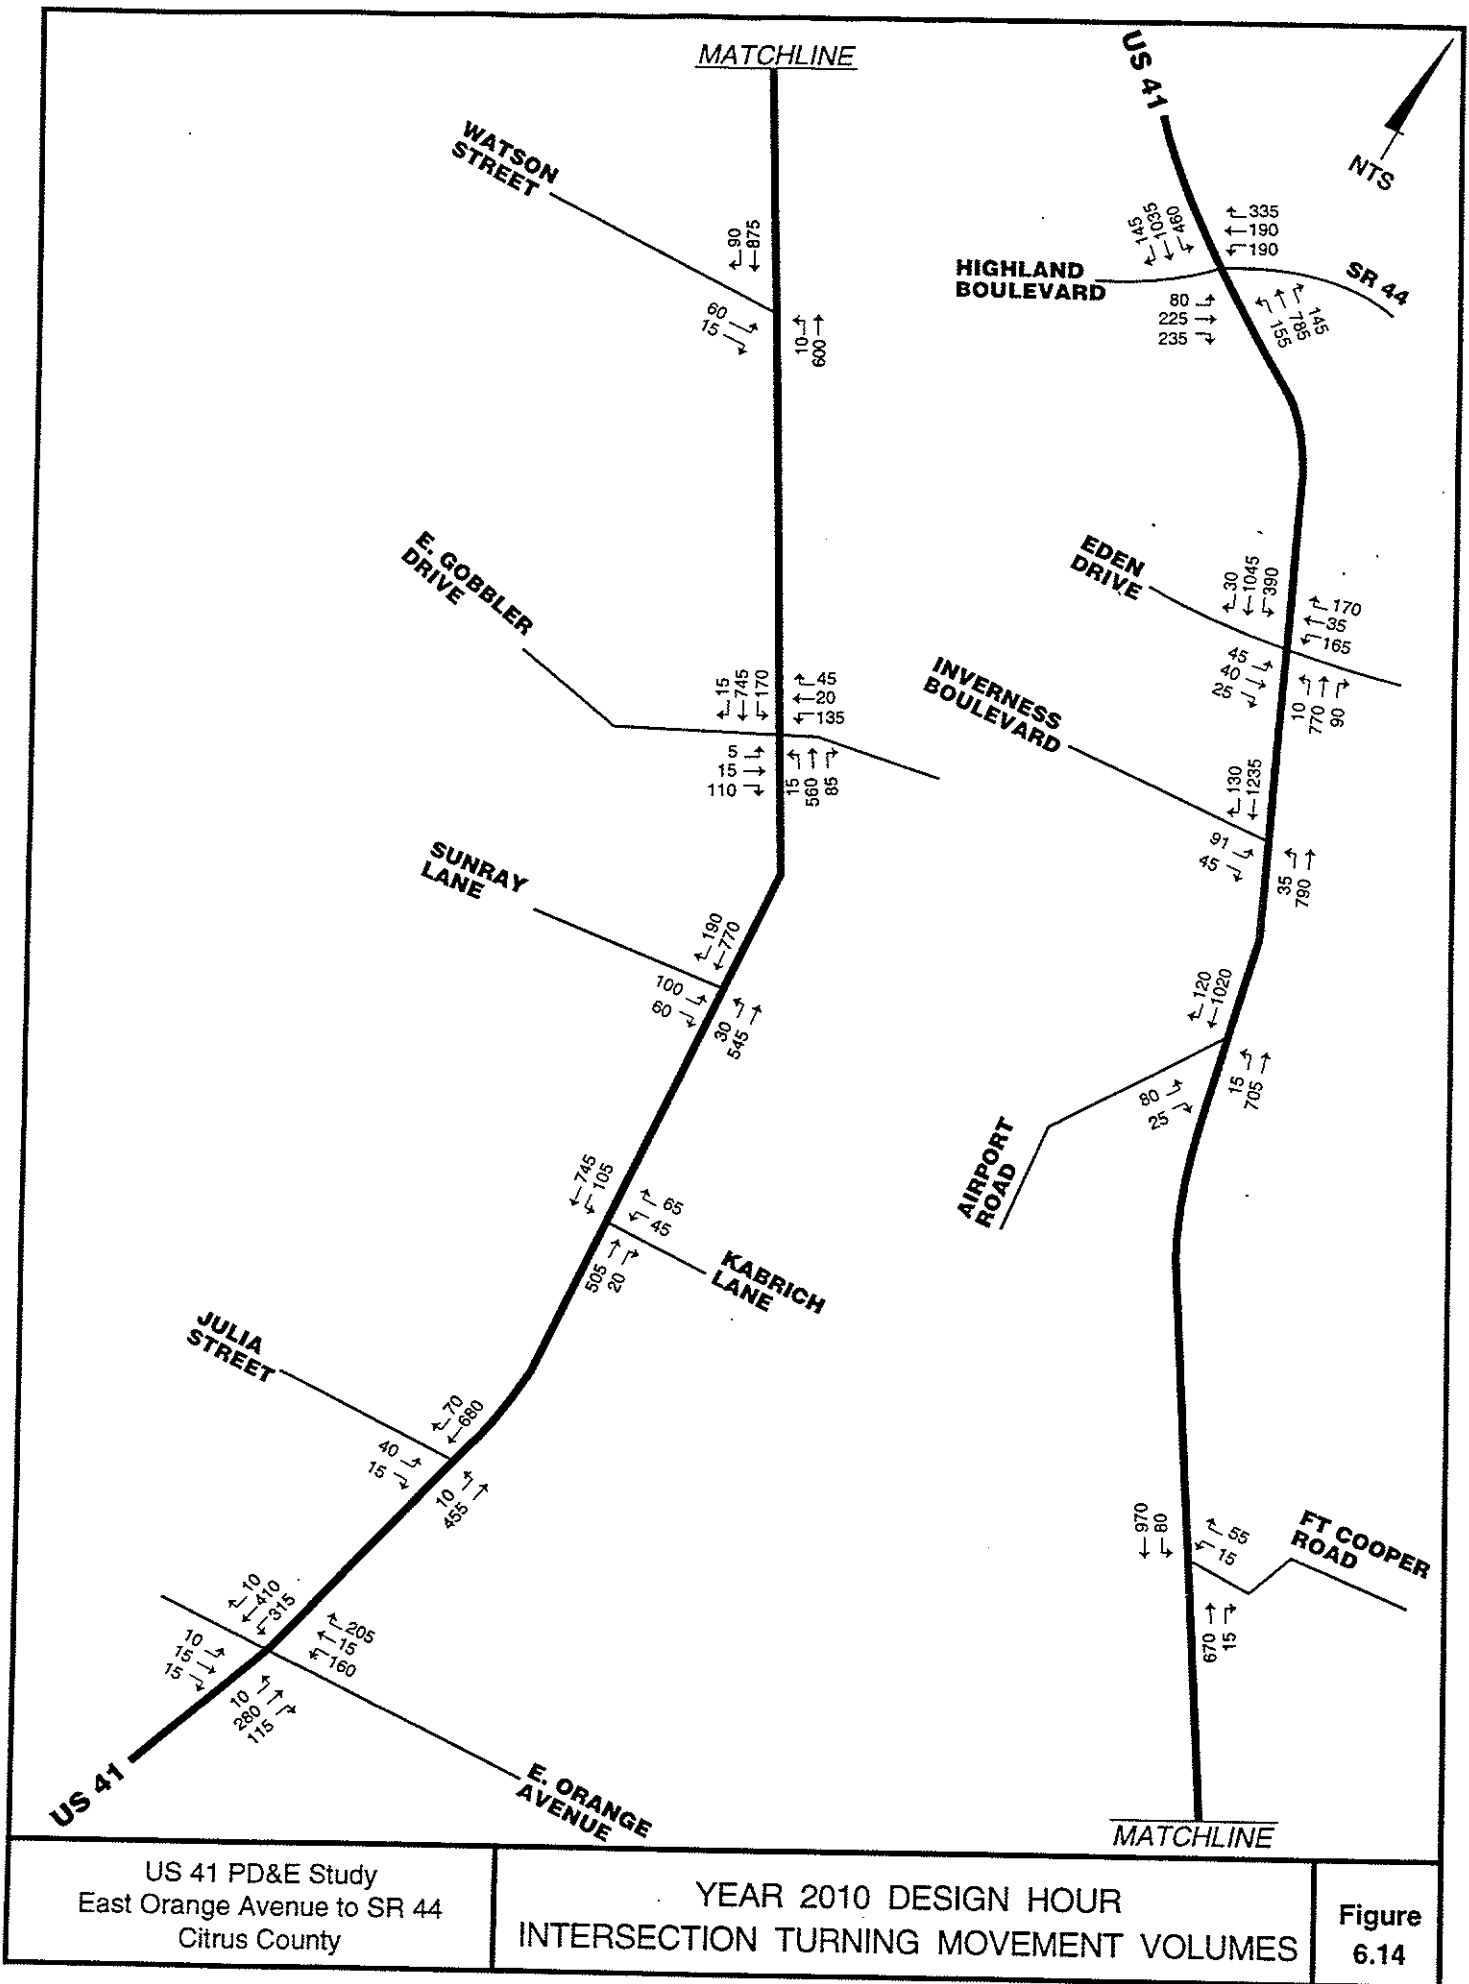 MATCHLINE
US 41
NTS
WATSON
STREET
90
875
60
15
10
600
145
1035
460
335
190
190
HIGHLAND
BOULEVARD
SR 44
80
225
235
155
785
145
E. GOBBLER
DRIVE
15
745
170
45
20
135
5
15
110
15
560
85
EDEN
DRIVE
30
1045
390
170
35
165
45
40
25
10
770
90
INVERNESS
BOULEVARD
130
1235
91
45
35
790
SUNRAY
LANE
190
770
100
60
30
545
120
1020
80
25
15
705
AIRPORT
ROAD
745
105
65
45
505
20
KABRICH
LANE
JULIA
STREET
70
680
40
15
10
455
970
80
55
15
670
15
FT COOPER
ROAD
10
410
315
205
15
160
10
15
15
10
280
115
US 41
E. ORANGE
AVENUE
MATCHLINE
US 41 PD&E Study
East Orange Avenue to SR 44
Citrus County
YEAR 2010 DESIGN HOUR
INTERSECTION TURNING MOVEMENT VOLUMES
Figure
6.14